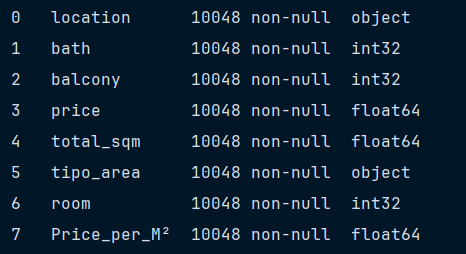 0 location 10048 non-null object
1 bath 10048 non-null int32
2 balcony 10048 non-null int32
3 price 10048 non-null float64
4 total_sqm 10048 non-null float64
5 tipo_area 10048 non-null object
6 room 10048 non-null int32
7 Price_per_M² 10048 non-null float64